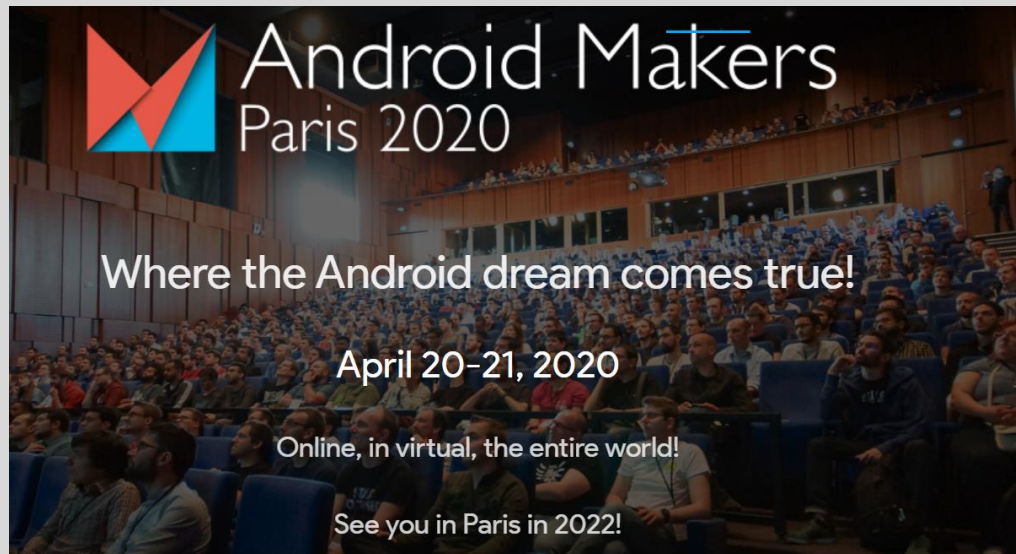 Android Makers
Paris 2020
Where the Android dream comes true!
April 20-21, 2020
Online, in virtual, the entire world!
See you in Paris in 2022!